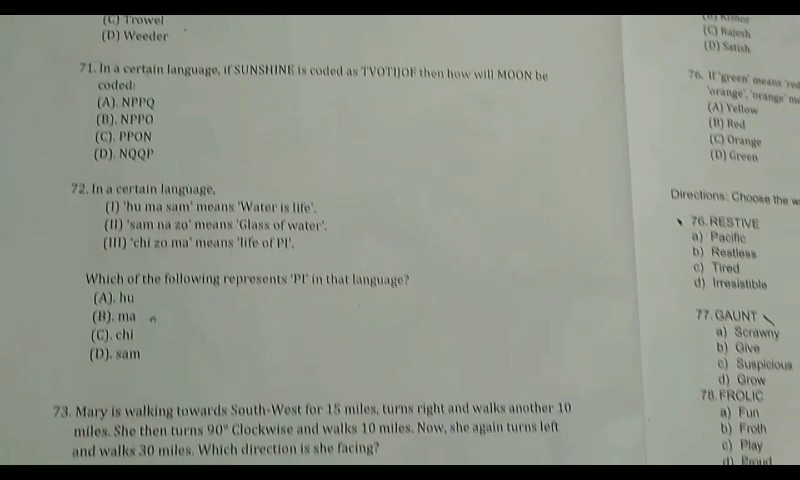 (C) Trowel
(D) Weeder
71. In a certain language, if SUNSHINE is coded as TVOTIJOF then how will MOON be
coded:
(A). NPPQ
(B). NPPO
(C). PPON
(D). NQQP
72. In a certain language,
(I) 'hu ma sam' means 'Water is life'.
(II) 'sam na zo' means 'Glass of water'.
(III) 'chi zo ma' means 'life of PI'.
Which of the following represents 'PI' in that language?
(A). hu
(B). ma
(C). chi
(D). sam
73. Mary is walking towards South-West for 15 miles, turns right and walks another 10
miles. She then turns 90° Clockwise and walks 10 miles. Now, she again turns left
and walks 30 miles. Which direction is she facing?
(B) Kishor
(C) Rajesh
(D) Satish
76. If 'green' means 'red
'orange', 'orange'
(A) Yellow
(B) Red
(C) Orange
(D) Green
Directions: Choose the
76. RESTIVE
a) Pacific
b) Restless
c) Tired
d) Irresistible
77. GAUNT
a) Scrawny
b) Give
c) Suspicious
d) Grow
78. FROLIC
a) Fun
b) Froth
c) Play
d) Proud